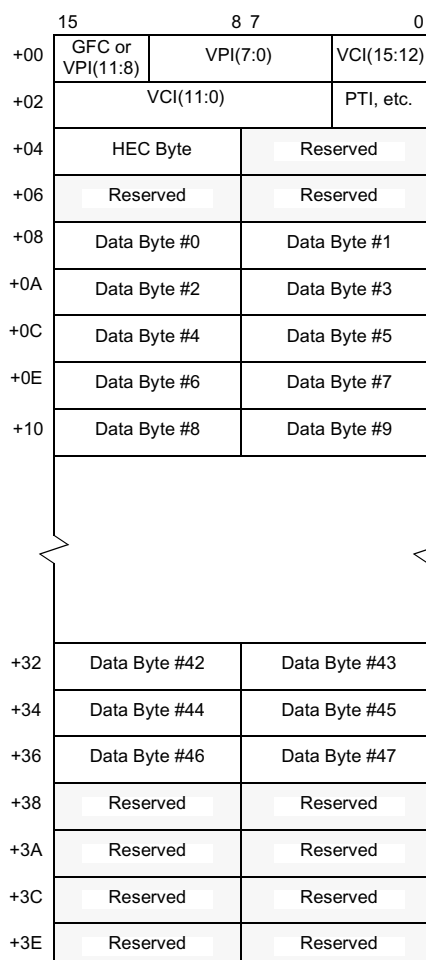 15 8 7 0
+00 GFC or VPI(11:8) VPI(7:0) VCI(15:12)
+02 VCI(11:0) PTI, etc.
+04 HEC Byte Reserved
+06 Reserved Reserved
+08 Data Byte #0 Data Byte #1
+0A Data Byte #2 Data Byte #3
+0C Data Byte #4 Data Byte #5
+0E Data Byte #6 Data Byte #7
+10 Data Byte #8 Data Byte #9
+32 Data Byte #42 Data Byte #43
+34 Data Byte #44 Data Byte #45
+36 Data Byte #46 Data Byte #47
+38 Reserved Reserved
+3A Reserved Reserved
+3C Reserved Reserved
+3E Reserved Reserved